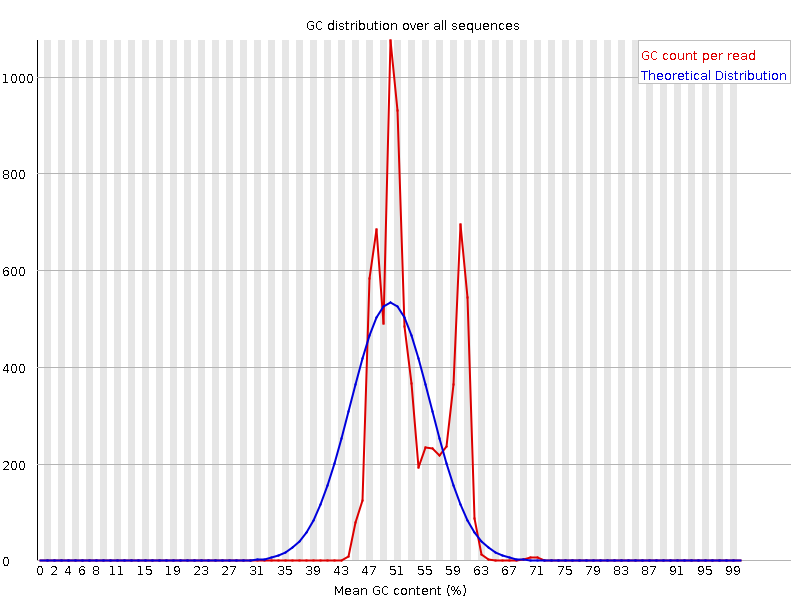 GC distribution over all sequences
GC count per read
Theoretical Distribution
1000
800
600
400
200
0
0 2 4 6 8 11 15 19 23 27 31 35 39 43 47 51 55 59 63 67 71 75 79 83 87 91 95 99
Mean GC content (%)